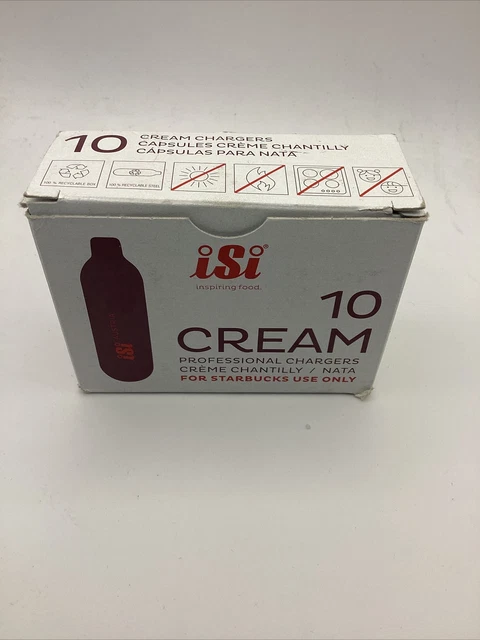 10
CREAM CHARGERS
CAPSULES CRÈME CHANTILLY
CÁPSULAS PARA NATA
100 % RECYCLABLE BOX
100 % RECYCLABLE STEEL
iSi®
inspiring food.
iSi
10
CREAM
PROFESSIONAL CHARGERS
CRÈME CHANTILLY / NATA
FOR STARBUCKS USE ONLY